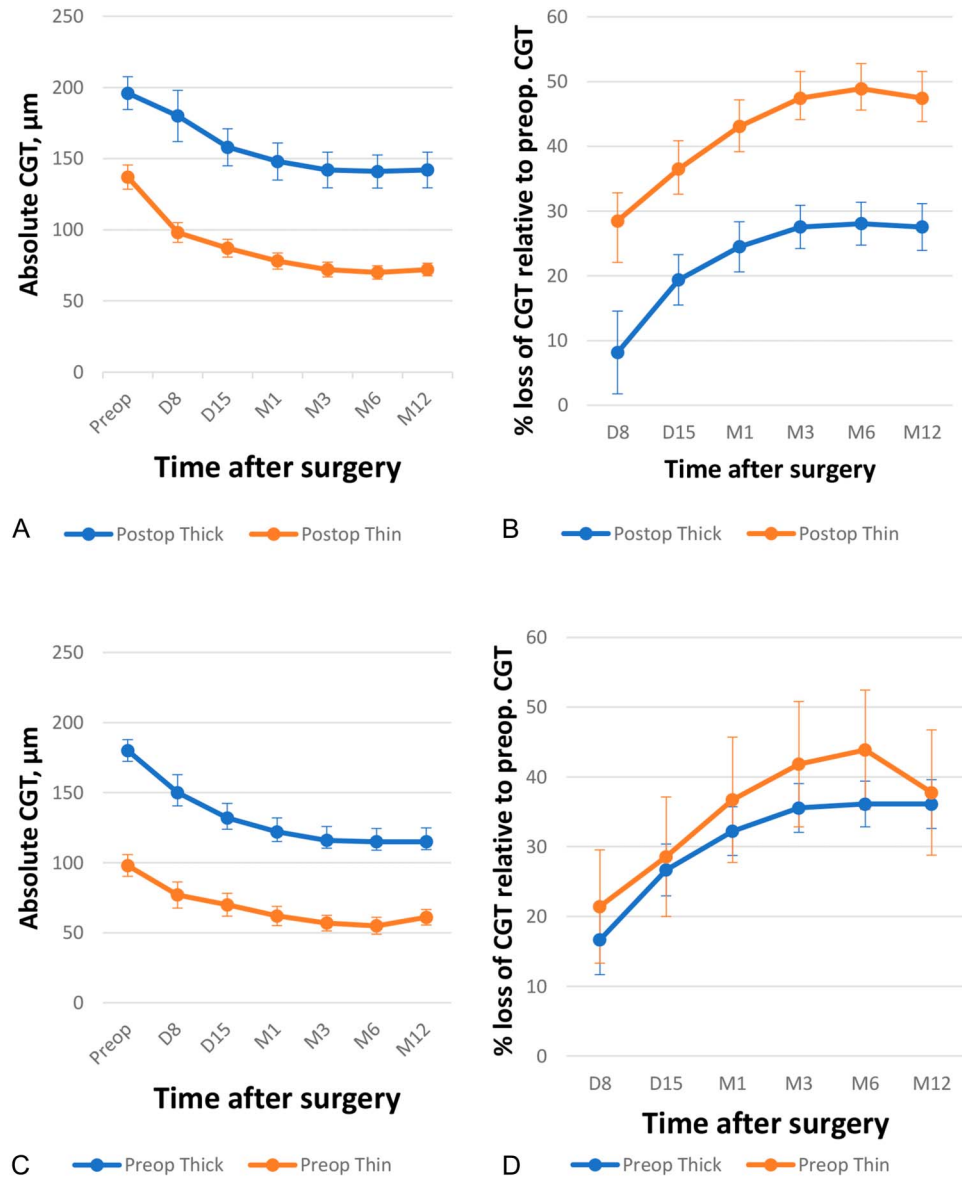 250
200
150
100
50
0
Absolute CGT, µm
Preop D8 D15 M1 M3 M6 M12
Time after surgery
A
Postop Thick Postop Thin
60
50
40
30
20
10
0
% loss of CGT relative to preop. CGT
D8 D15 M1 M3 M6 M12
Time after surgery
B
Postop Thick Postop Thin
250
200
150
100
50
0
Absolute CGT, µm
Preop D8 D15 M1 M3 M6 M12
Time after surgery
C
Preop Thick Preop Thin
60
50
40
30
20
10
0
% loss of CGT relative to preop. CGT
D8 D15 M1 M3 M6 M12
Time after surgery
D
Preop Thick Preop Thin